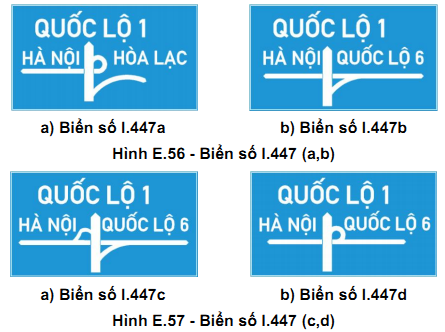 QUỐC LỘ 1
HÀ NỘI HÒA LẠC
QUỐC LỘ 1
HÀ NỘI QUỐC LỘ 6
a) Biển số I.447a b) Biển số I.447b
Hình E.56 - Biển số I.447 (a,b)
QUỐC LỘ 1
HÀ NỘI QUỐC LỘ 6
QUỐC LỘ 1
HÀ NỘI QUỐC LỘ 6
a) Biển số I.447c b) Biển số I.447d
Hình E.57 - Biển số I.447 (c,d)